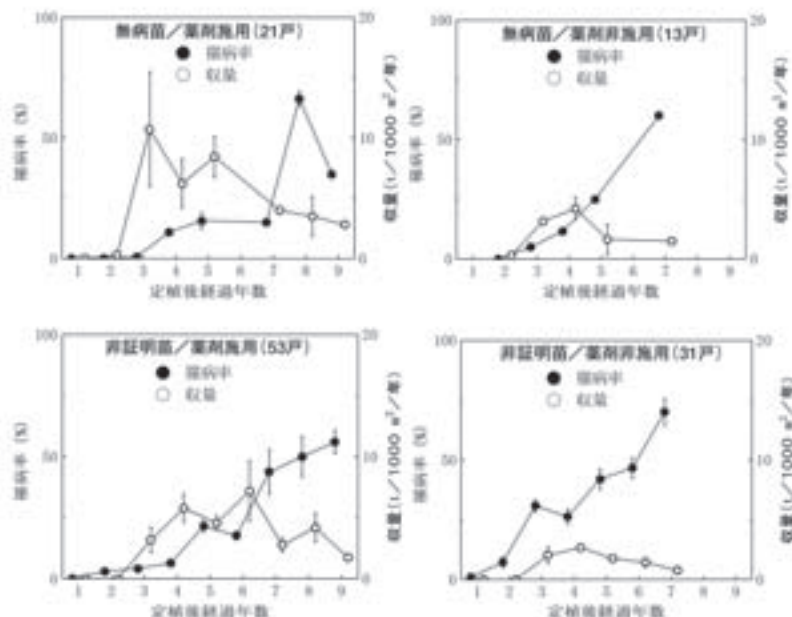 無病苗／薬剤施用(21戸)
罹病率
収量
罹病率 (%)
100
50
0
20
10
0
収量(t／1000 m²／年)
1 2 3 4 5 6 7 8 9
定植後経過年数
無病苗／薬剤非施用(13戸)
罹病率
収量
罹病率 (%)
100
50
0
20
10
0
収量(t／1000 m²／年)
1 2 3 4 5 6 7 8 9
定植後経過年数
非証明苗／薬剤施用(53戸)
罹病率
収量
罹病率 (%)
100
50
0
20
10
0
収量(t／1000 m²／年)
1 2 3 4 5 6 7 8 9
定植後経過年数
非証明苗／薬剤非施用(31戸)
罹病率
収量
罹病率 (%)
100
50
0
20
10
0
収量(t／1000 m²／年)
1 2 3 4 5 6 7 8 9
定植後経過年数